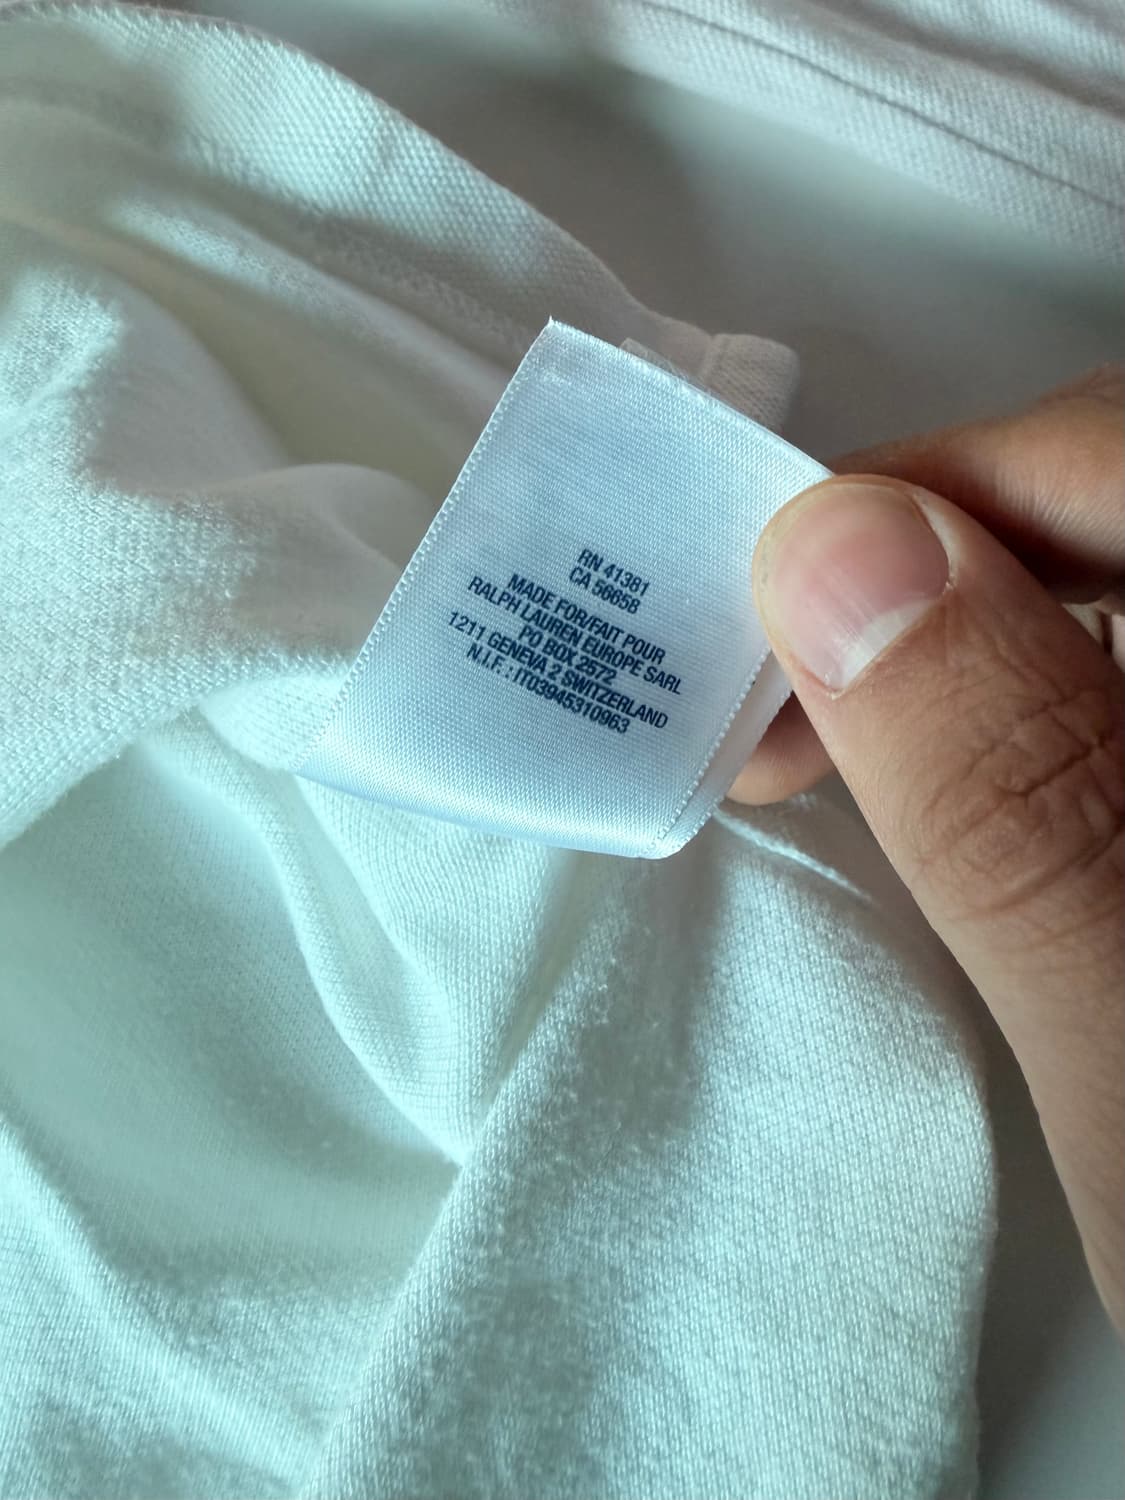 RN 41381
CA 56658
MADE FOR/FAIT POUR
RALPH LAUREN EUROPE SARL
PO BOX 2572
1211 GENEVA 2 SWITZERLAND
N.I.F.: IT03945310963